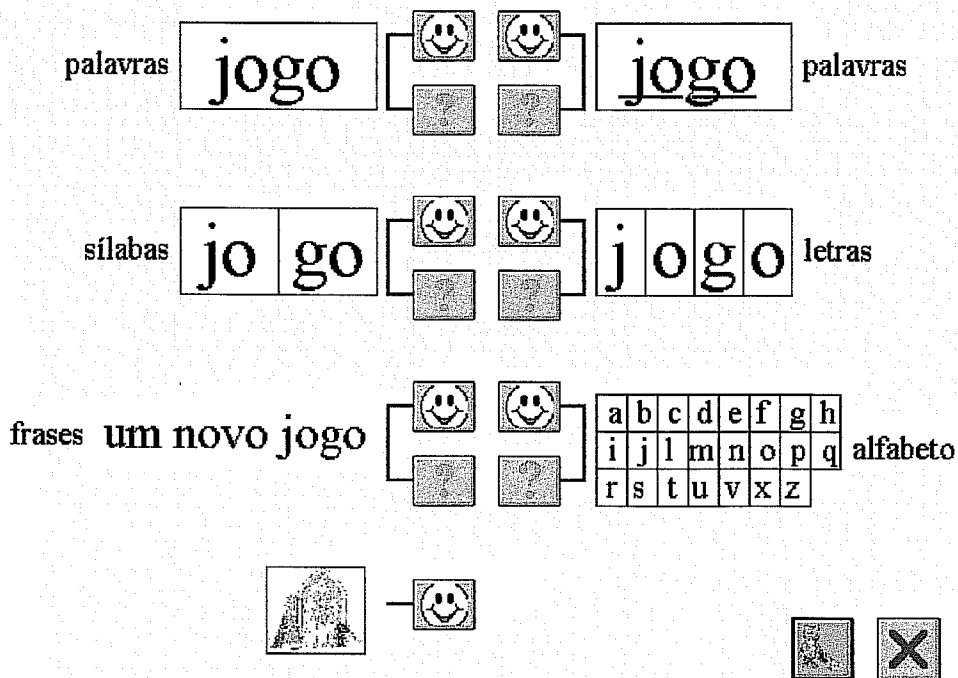 palavras jogo jogo palavras
? ?
sílabas jo go j o g o letras
? ?
frases um novo jogo a b c d e f g h
i j l m n o p q alfabeto
? ? r s t u v x z